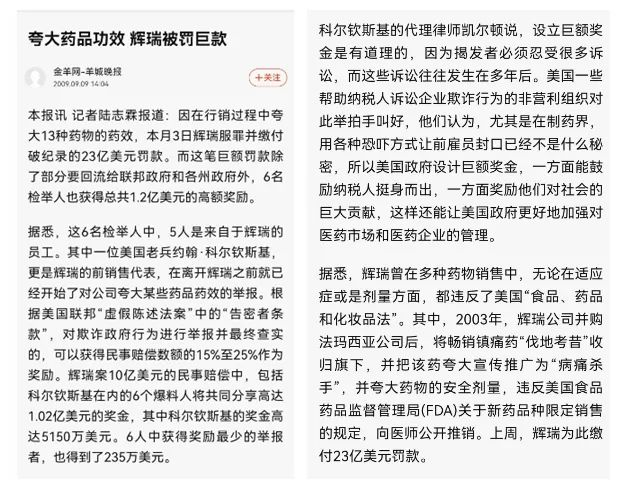 夸大药品功效 辉瑞被罚巨款
金羊网-羊城晚报
2009.09.09 14:04
+关注
本报讯 记者陆志霖报道：因在行销过程中夸
大13种药物的药效，本月3日辉瑞服罪并缴付
破纪录的23亿美元罚款。而这笔巨额罚款除
了部分要回流给联邦政府和各州政府外，6名
检举人也获得总共1.2亿美元的高额奖励。
据悉，这6名检举人中，5人是来自于辉瑞的
员工。其中一位美国老兵约翰·科尔钦斯基，
更是辉瑞的前销售代表，在离开辉瑞之前就已
经开始了对公司夸大某些药品药效的举报。根
据美国联邦“虚假陈述法案”中的“告密者条
款”，对欺诈政府行为进行举报并最终查实
的，可以获得民事赔偿数额的15%至25%作为
奖励。辉瑞案10亿美元的民事赔偿中，包括
科尔钦斯基在内的6个爆料人将共同分享高达
1.02亿美元的奖金，其中科尔钦斯基的奖金高
达5150万美元。6人中获得奖励最少的举报
者，也得到了235万美元。
科尔钦斯基的代理律师凯尔顿说，设立巨额奖
金是有道理的，因为揭发者必须忍受很多诉
讼，而这些诉讼往往发生在多年后。美国一些
帮助纳税人诉讼企业欺诈行为的非营利组织对
此举拍手叫好，他们认为，尤其是在制药界，
用各种恐吓方式让前雇员封口已经不是什么秘
密，所以美国政府设计巨额奖金，一方面能鼓
励纳税人挺身而出，一方面奖励他们对社会的
巨大贡献，这样还能让美国政府更好地加强对
医药市场和医药企业的管理。
据悉，辉瑞曾在多种药物销售中，无论在适应
症或是剂量方面，都违反了美国“食品、药品
和化妆品法”。其中，2003年，辉瑞公司并购
法玛西亚公司后，将畅销镇痛药“伐地考昔”收
归旗下，并把该药夸大宣传推广为“病痛杀
手”，并夸大药物的安全剂量，违反美国食品
药品监督管理局(FDA)关于新药品种限定销售
的规定，向医师公开推销。上周，辉瑞为此缴
付23亿美元罚款。